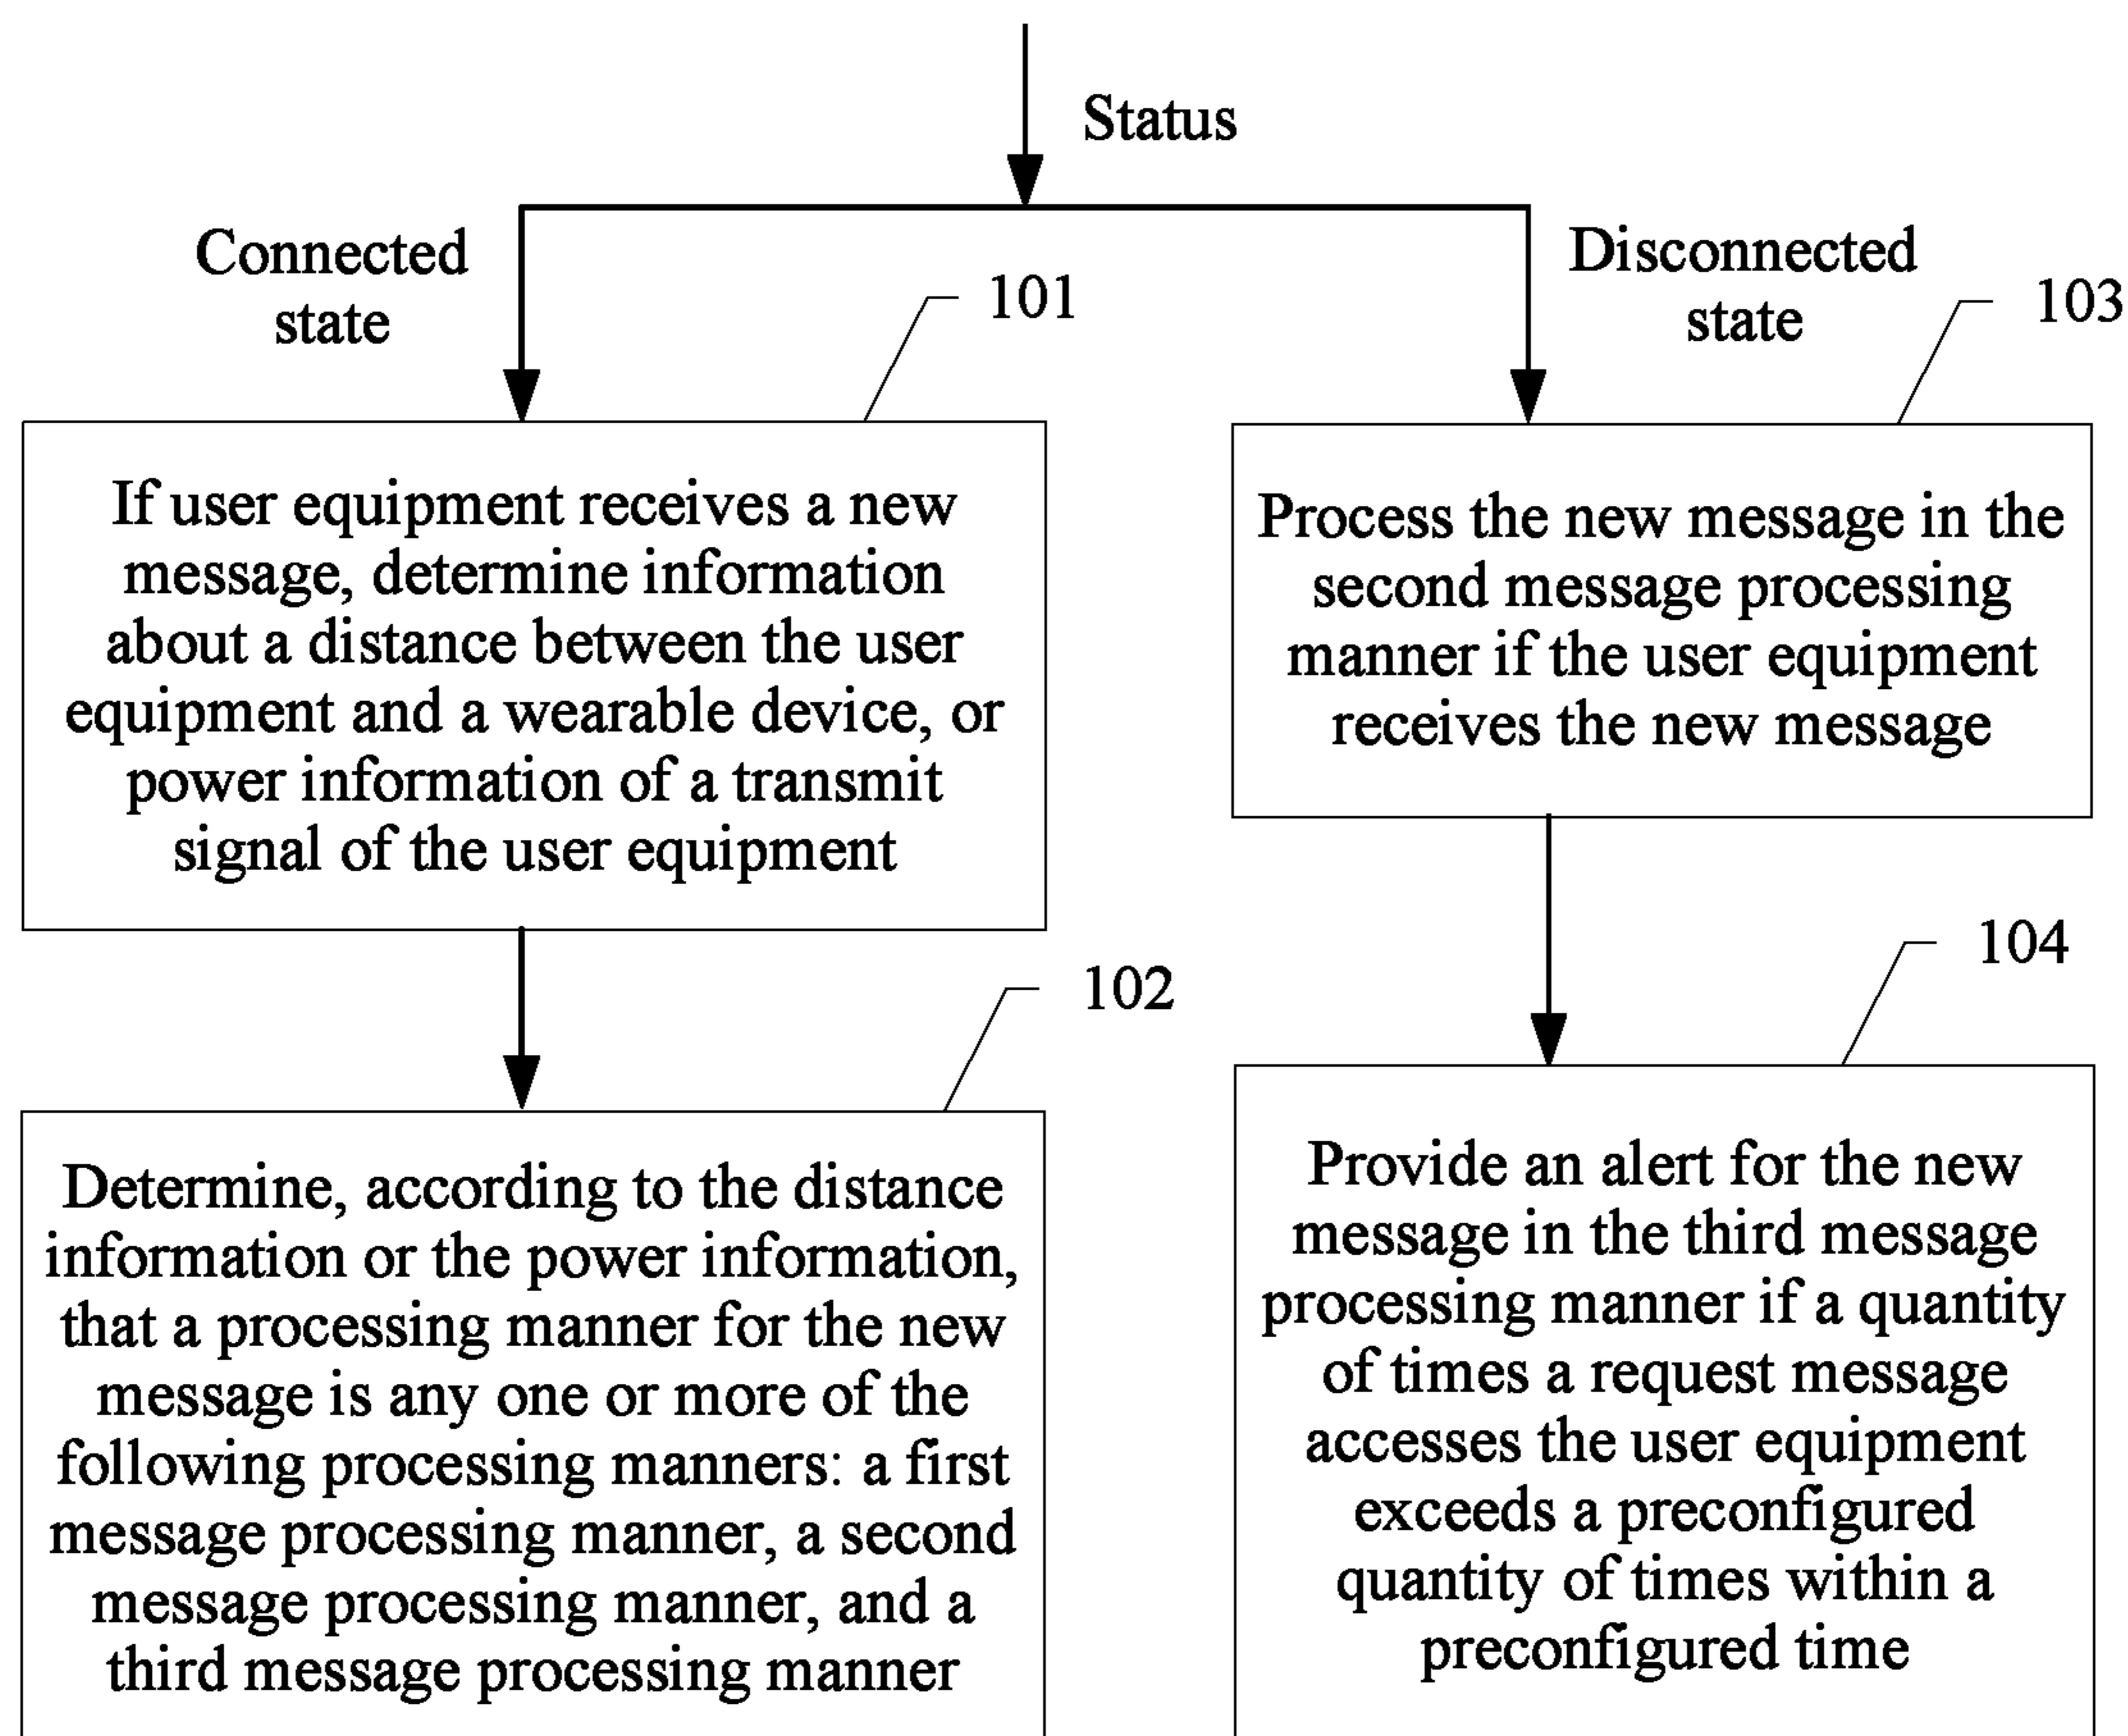 Status
Connected
state
101
If user equipment receives a new
message, determine information
about a distance between the user
equipment and a wearable device, or
power information of a transmit
signal of the user equipment
102
Determine, according to the distance
information or the power information,
that a processing manner for the new
message is any one or more of the
following processing manners: a first
message processing manner, a second
message processing manner, and a
third message processing manner
Disconnected
state
103
Process the new message in the
second message processing
manner if the user equipment
receives the new message
104
Provide an alert for the new
message in the third message
processing manner if a quantity
of times a request message
accesses the user equipment
exceeds a preconfigured
quantity of times within a
preconfigured time